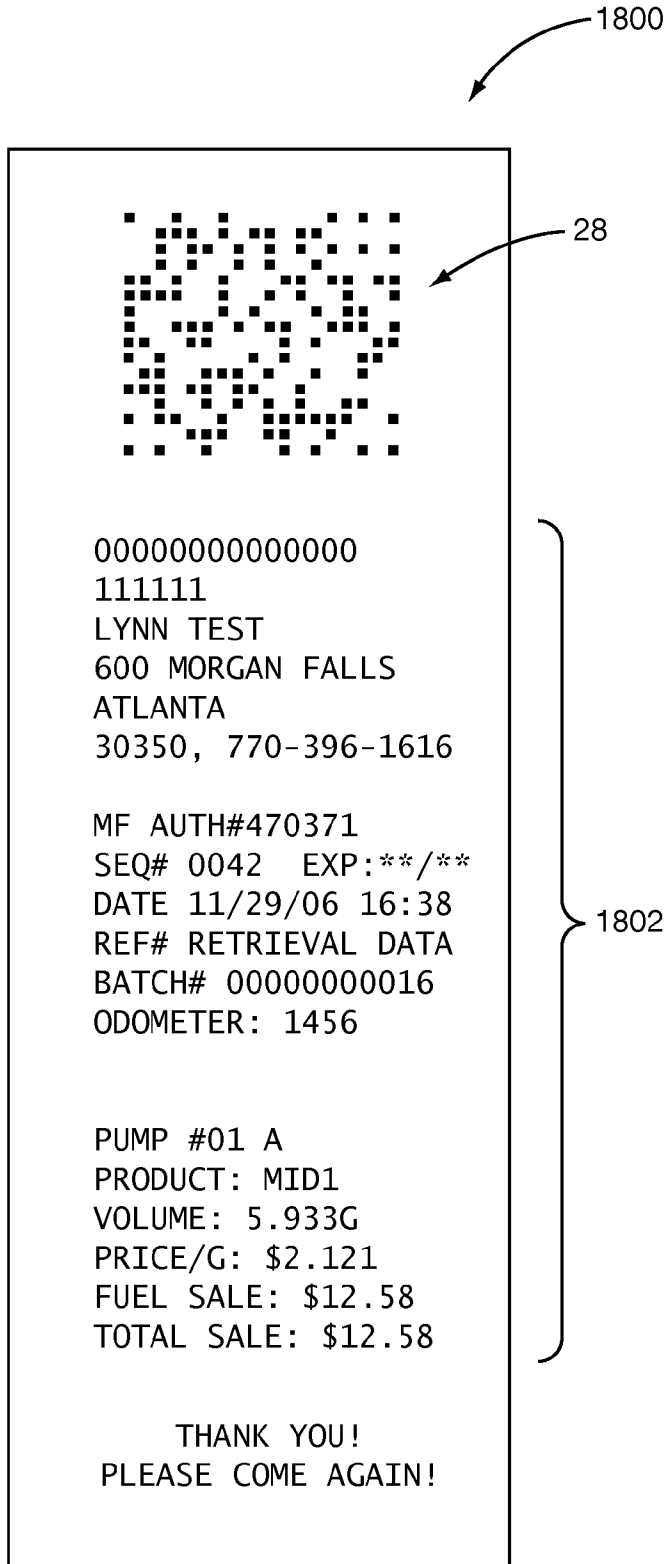 1800
28
00000000000000
111111
LYNN TEST
600 MORGAN FALLS
ATLANTA
30350, 770-396-1616
MF AUTH#470371
SEQ# 0042 EXP:**/**
DATE 11/29/06 16:38
REF# RETRIEVAL DATA
BATCH# 00000000016
ODOMETER: 1456
1802
PUMP #01 A
PRODUCT: MID1
VOLUME: 5.933G
PRICE/G: $2.121
FUEL SALE: $12.58
TOTAL SALE: $12.58
THANK YOU!
PLEASE COME AGAIN!